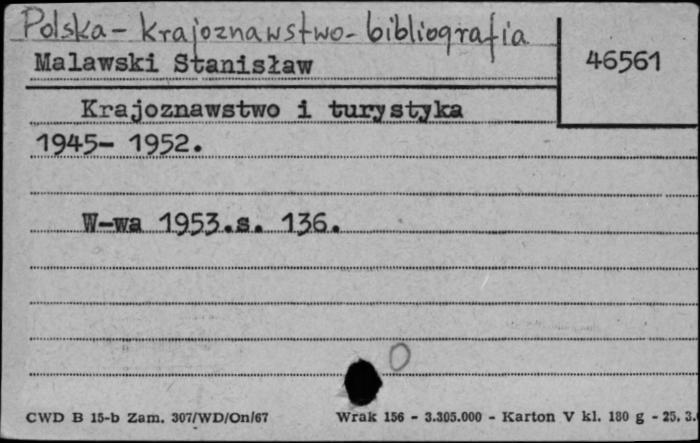 Polska - krajoznawstwo - bibliografia
Malawski Stanisław
46561
Krajoznawstwo i turystyka
1945- 1952.
W-wa 1953.s. 136.
O
CWD B 15-b Zam. 307/WD/On/67 Wrak 156 - 3.305.000 - Karton V kl. 180 g - 25. 3.